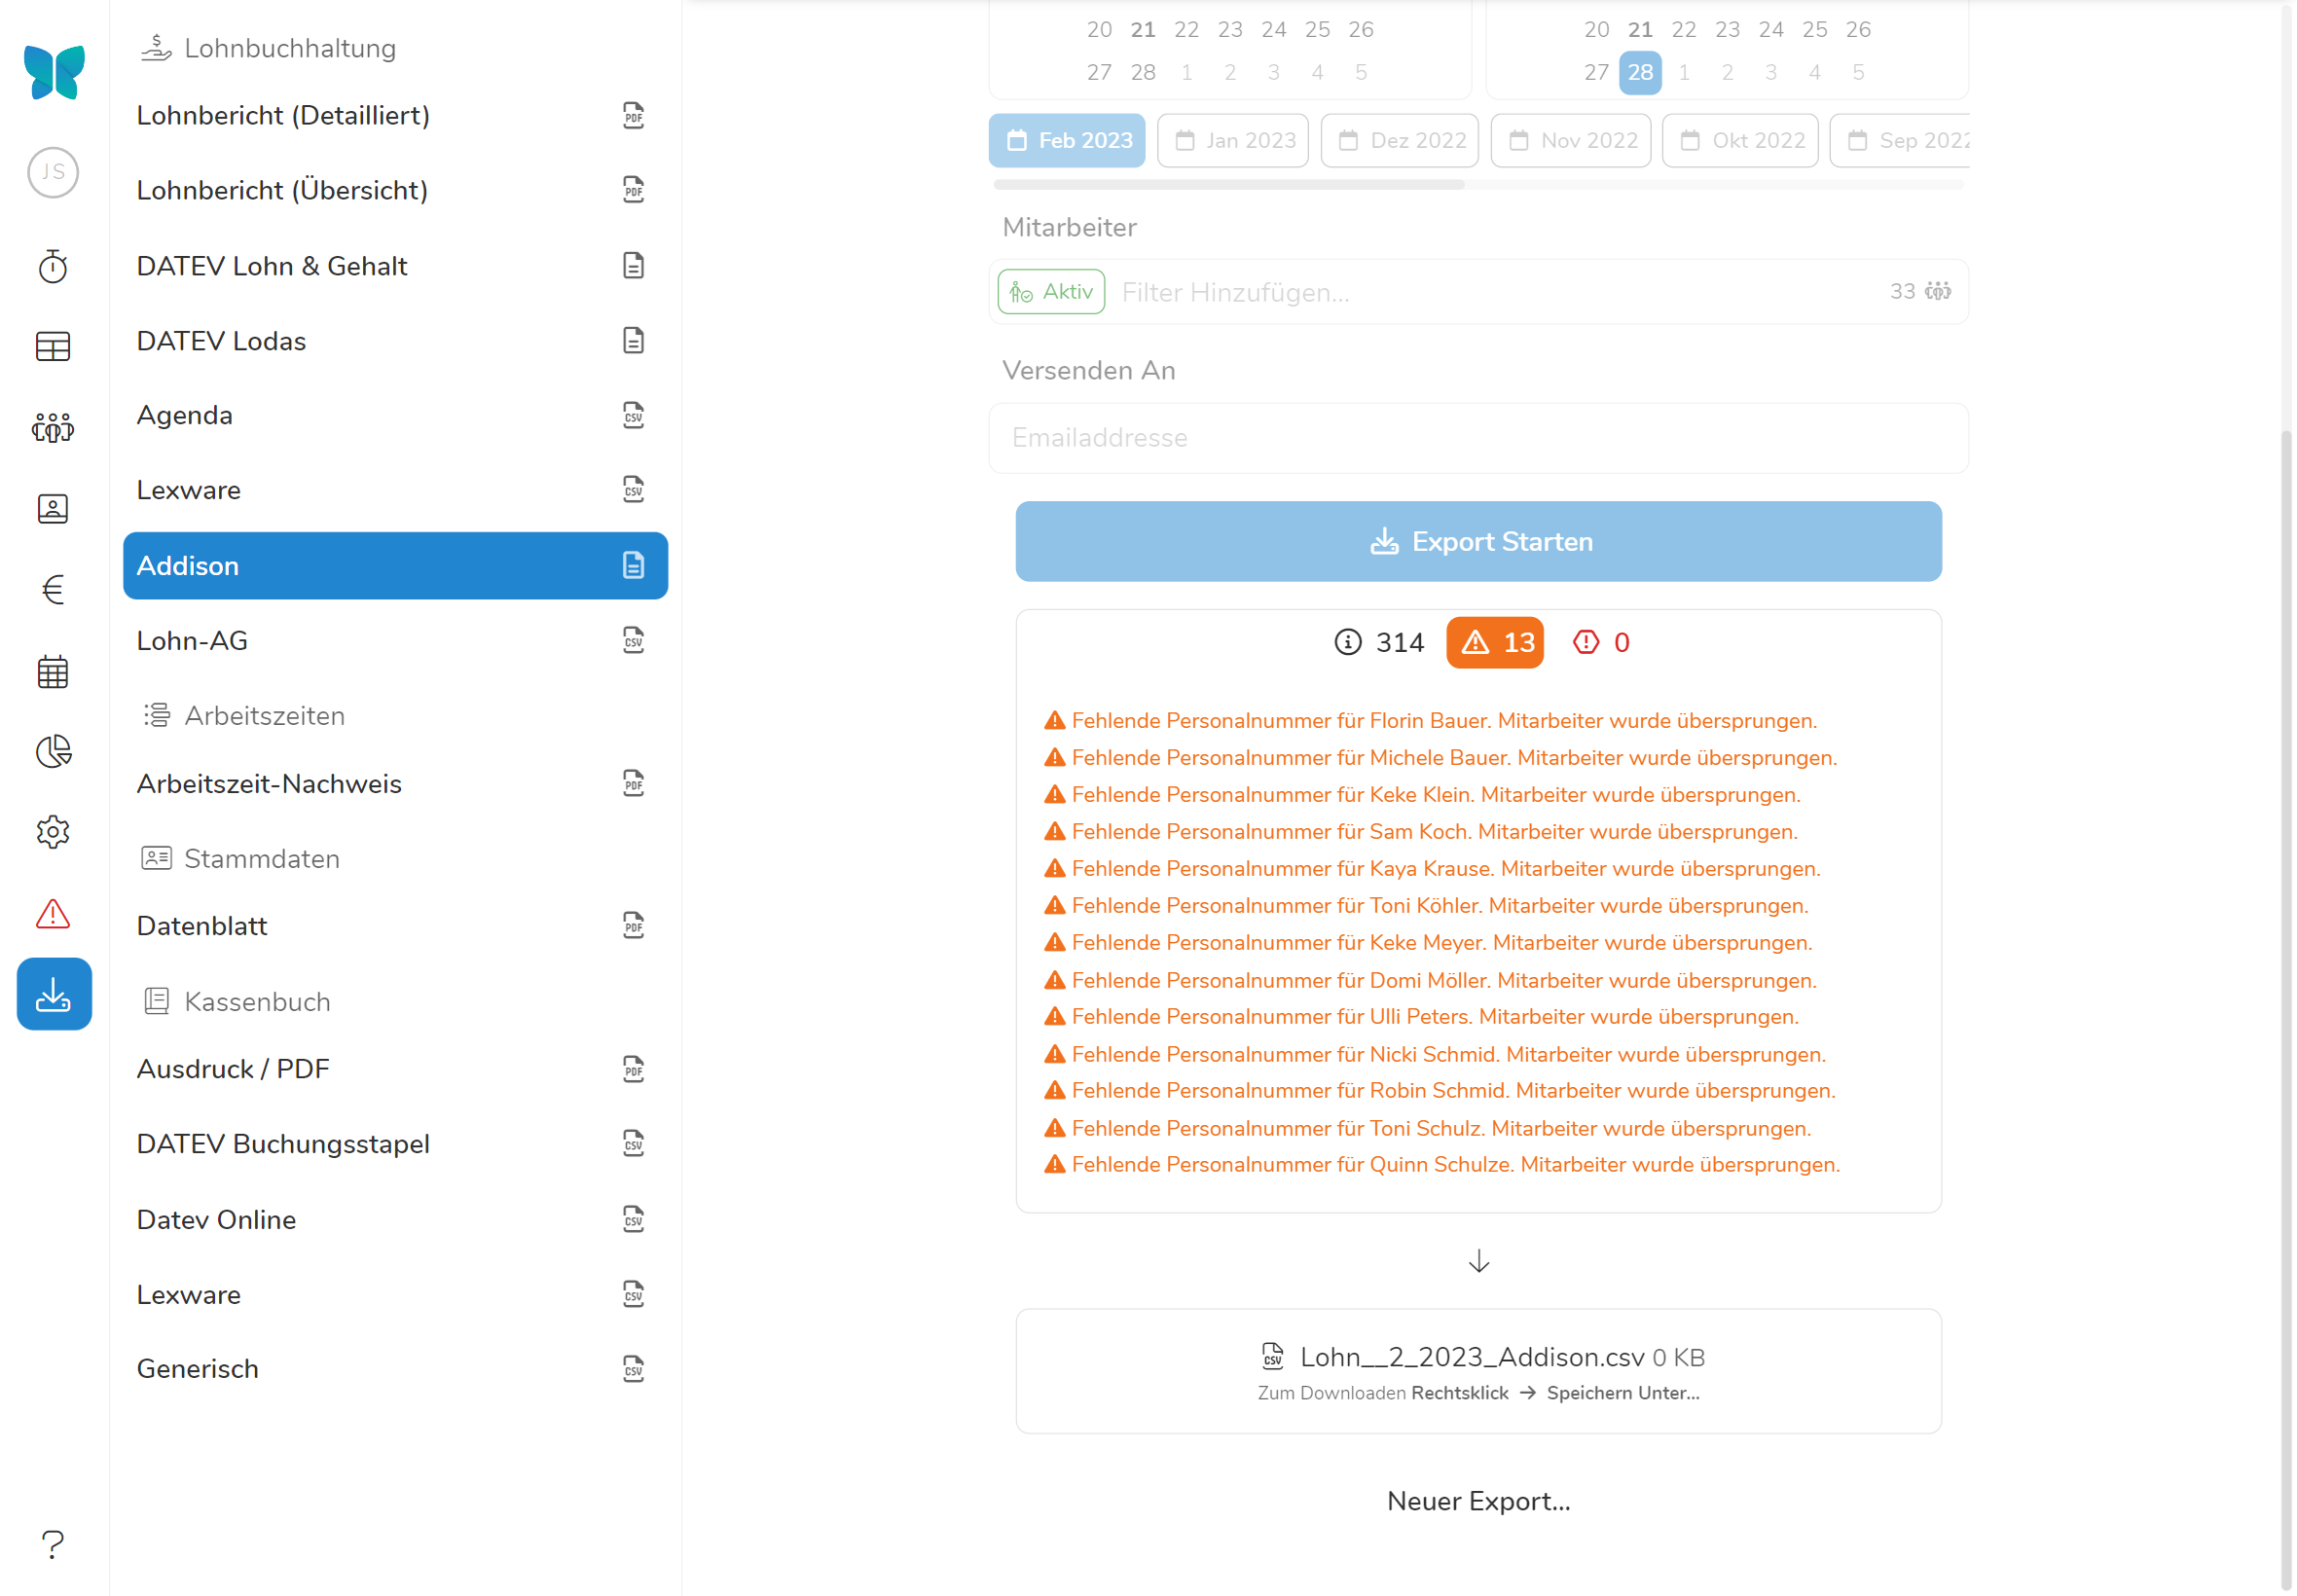 JS
?
Lohnbuchhaltung
Lohnbericht (Detailliert) PDF
Lohnbericht (Übersicht) PDF
DATEV Lohn & Gehalt
DATEV Lodas
Agenda CSV
Lexware CSV
Addison
Lohn-AG CSV
Arbeitszeiten
Arbeitszeit-Nachweis PDF
Stammdaten
Datenblatt PDF
Kassenbuch
Ausdruck / PDF PDF
DATEV Buchungsstapel CSV
Datev Online CSV
Lexware CSV
Generisch CSV
20 21 22 23 24 25 26
27 28 1 2 3 4 5
20 21 22 23 24 25 26
27 28 1 2 3 4 5
Feb 2023 Jan 2023 Dez 2022 Nov 2022 Okt 2022 Sep 2022
Mitarbeiter
Aktiv Filter Hinzufügen... 33
Versenden An
Emailaddresse
Export Starten
314 13 0
Fehlende Personalnummer für Florin Bauer. Mitarbeiter wurde übersprungen.
Fehlende Personalnummer für Michele Bauer. Mitarbeiter wurde übersprungen.
Fehlende Personalnummer für Keke Klein. Mitarbeiter wurde übersprungen.
Fehlende Personalnummer für Sam Koch. Mitarbeiter wurde übersprungen.
Fehlende Personalnummer für Kaya Krause. Mitarbeiter wurde übersprungen.
Fehlende Personalnummer für Toni Köhler. Mitarbeiter wurde übersprungen.
Fehlende Personalnummer für Keke Meyer. Mitarbeiter wurde übersprungen.
Fehlende Personalnummer für Domi Möller. Mitarbeiter wurde übersprungen.
Fehlende Personalnummer für Ulli Peters. Mitarbeiter wurde übersprungen.
Fehlende Personalnummer für Nicki Schmid. Mitarbeiter wurde übersprungen.
Fehlende Personalnummer für Robin Schmid. Mitarbeiter wurde übersprungen.
Fehlende Personalnummer für Toni Schulz. Mitarbeiter wurde übersprungen.
Fehlende Personalnummer für Quinn Schulze. Mitarbeiter wurde übersprungen.
CSV Lohn__2_2023_Addison.csv 0 KB
Zum Downloaden Rechtsklick → Speichern Unter...
Neuer Export...